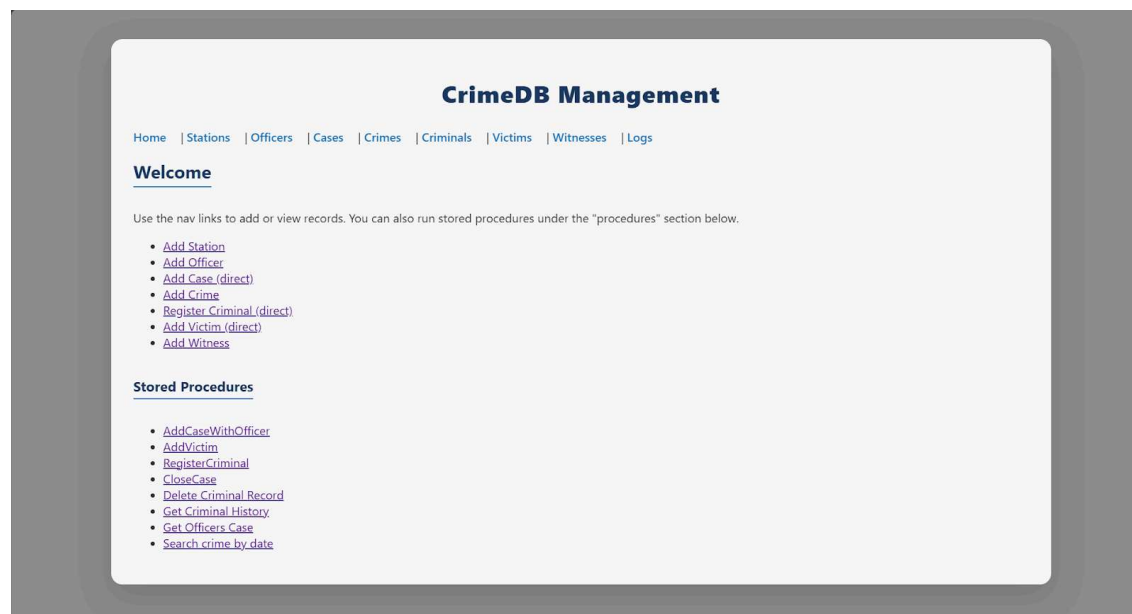 CrimeDB Management
Home | Stations | Officers | Cases | Crimes | Criminals | Victims | Witnesses | Logs
Welcome
Use the nav links to add or view records. You can also run stored procedures under the "procedures" section below.
• Add Station
• Add Officer
• Add Case (direct)
• Add Crime
• Register Criminal (direct)
• Add Victim (direct)
• Add Witness
Stored Procedures
• AddCaseWithOfficer
• AddVictim
• RegisterCriminal
• CloseCase
• Delete Criminal Record
• Get Criminal History
• Get Officers Case
• Search crime by date